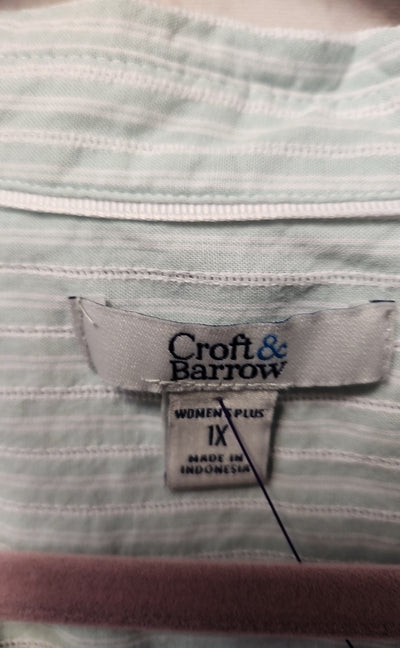 Croft&
Barrow
WOMEN'S PLUS
1X
MADE IN
INDONESIA